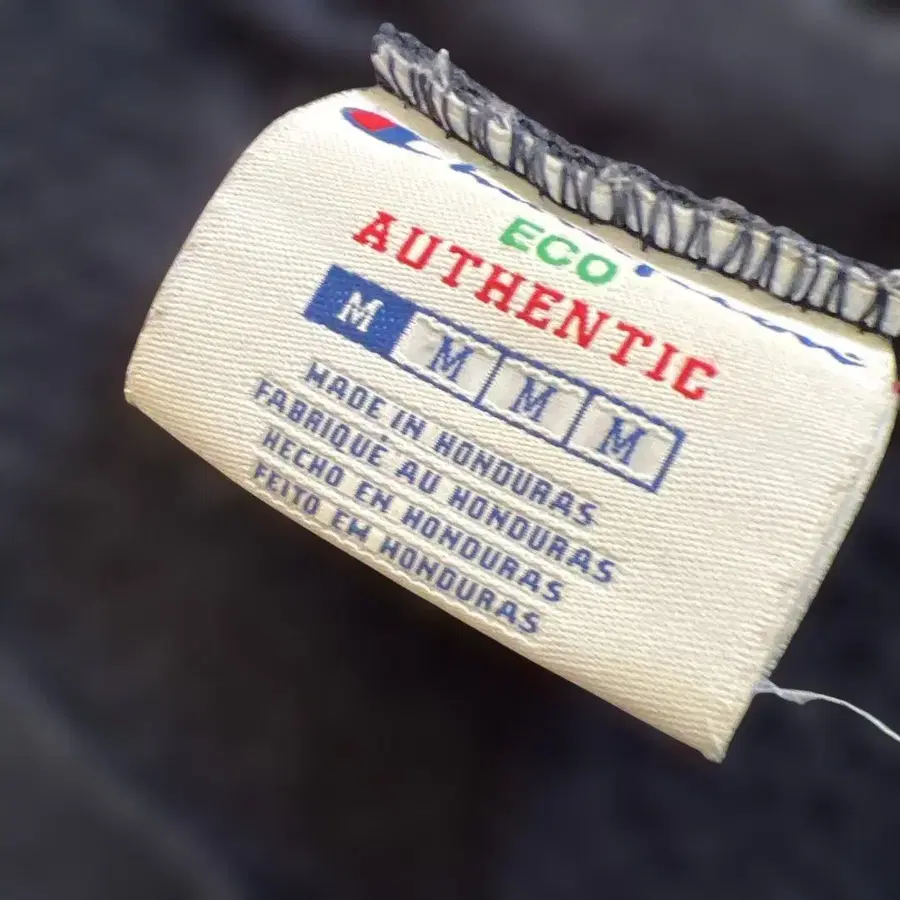 ECO
AUTHENTIC
M M M M
MADE IN HONDURAS
FABRIQUÉ AU HONDURAS
HECHO EN HONDURAS
FEITO EM HONDURAS